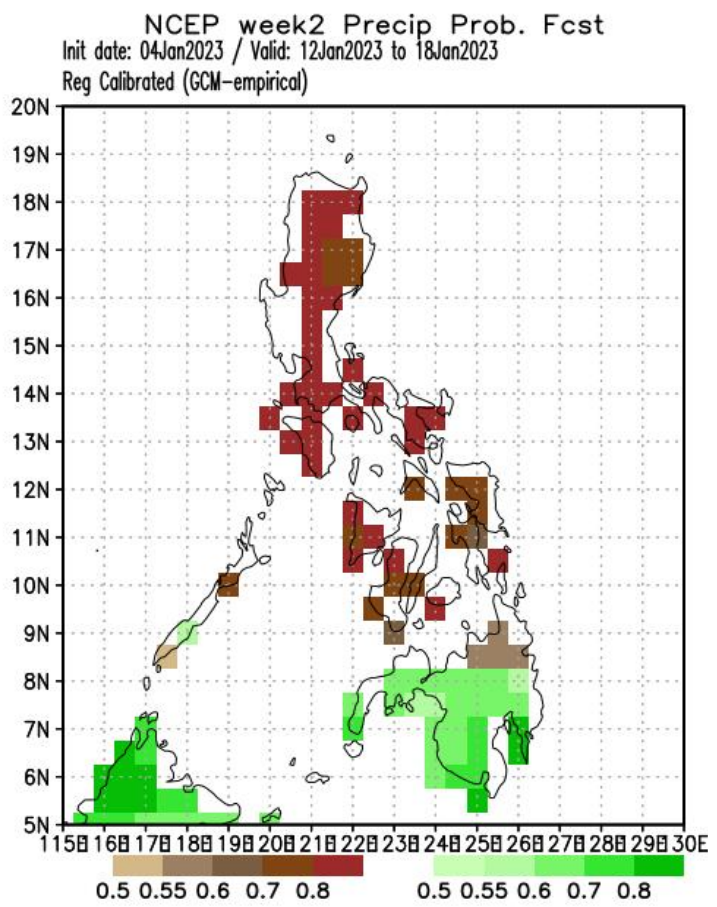 NCEP week2 Precip Prob. Fcst
Init date: 04Jan2023 / Valid: 12Jan2023 to 18Jan2023
Reg Calibrated (GCM-empirical)
20N
19N
18N
17N
16N
15N
14N
13N
12N
11N
10N
9N
8N
7N
6N
5N
115E 116E 117E 118E 119E 120E 121E 122E 123E 124E 125E 126E 127E 128E 129E 130E
0.5 0.55 0.6 0.7 0.8 0.5 0.55 0.6 0.7 0.8